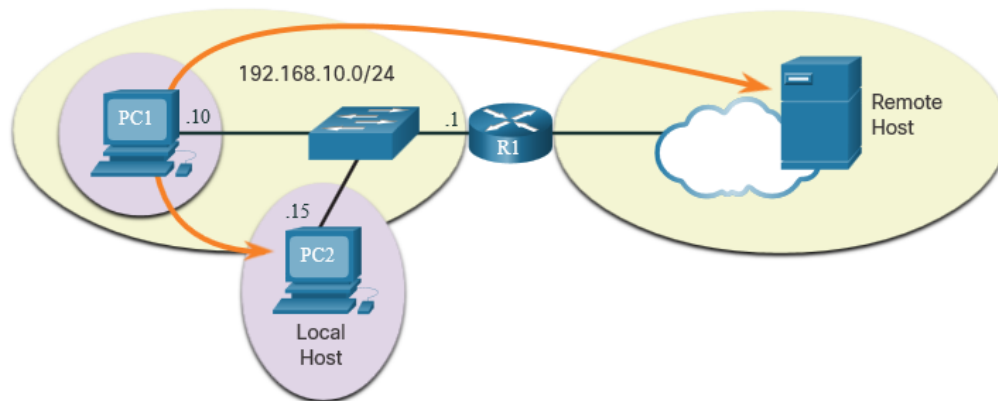 192.168.10.0/24
PC1
.10
.1
R1
Remote
Host
.15
PC2
Local
Host